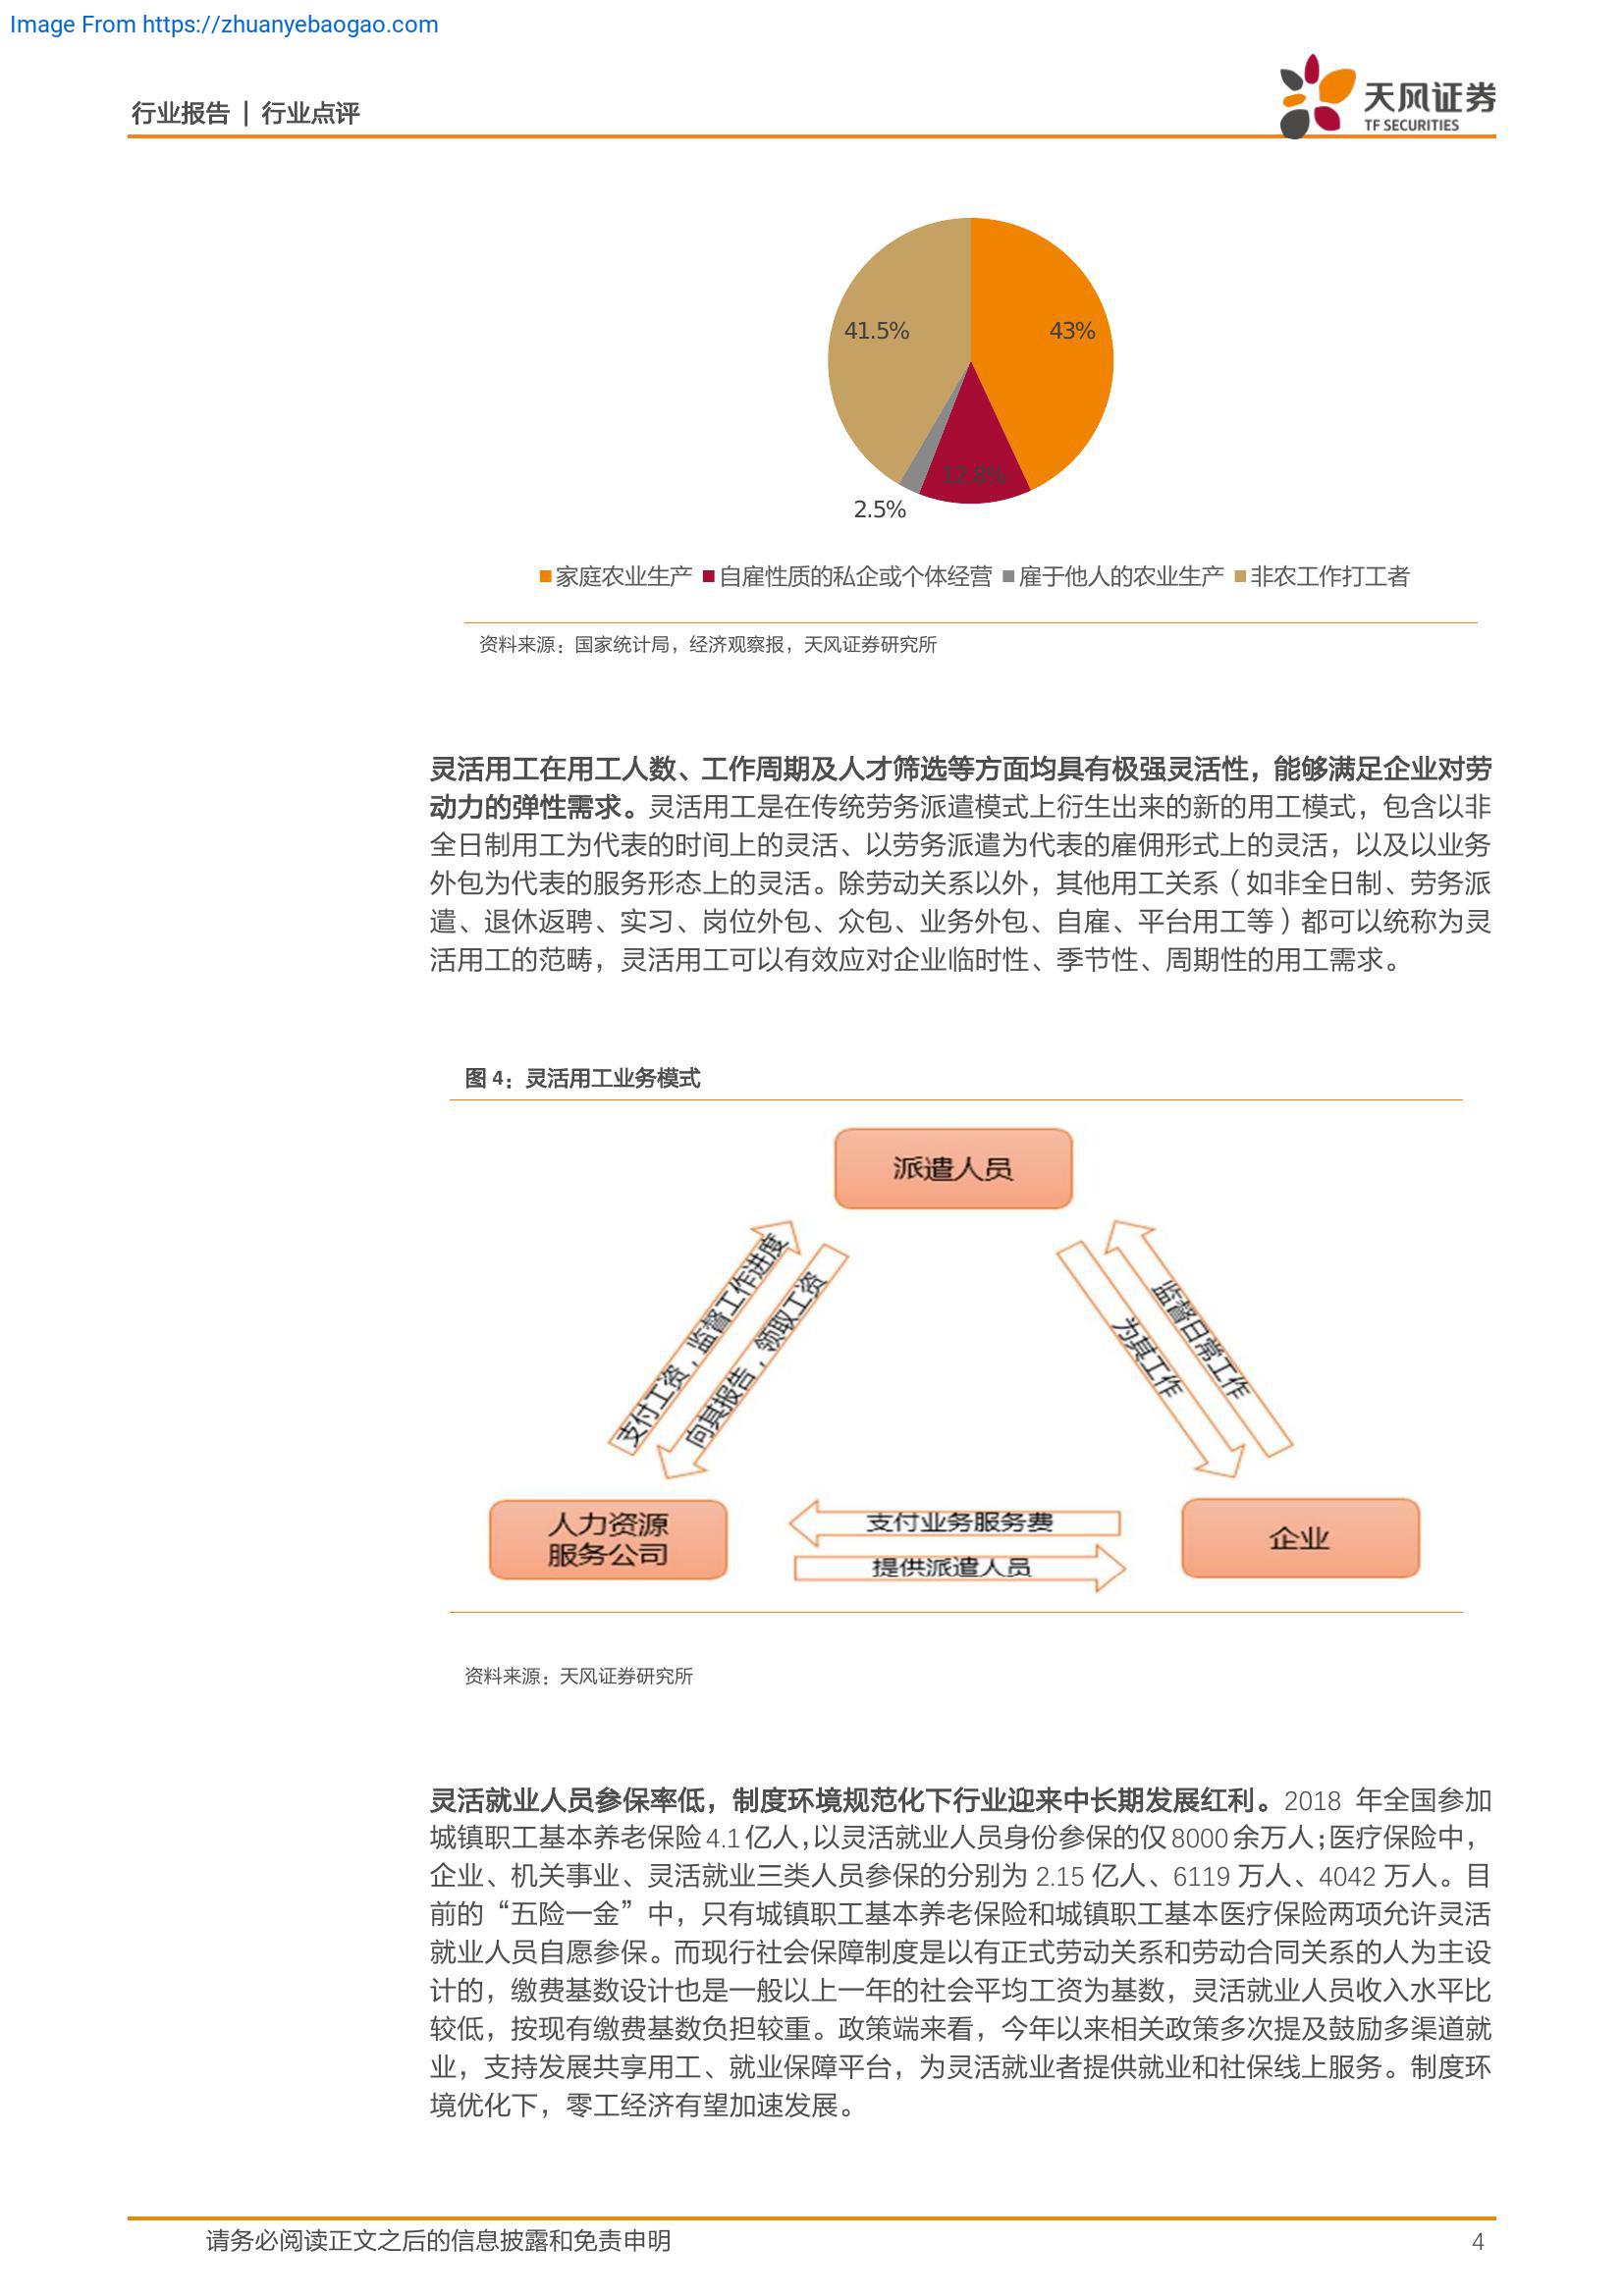 Image From https://zhuanyebaogao.com
行业报告 | 行业点评
天风证券
TF SECURITIES
41.5%
43%
12.8%
2.5%
家庭农业生产 自雇性质的私企或个体经营 雇于他人的农业生产 非农工作打工者
资料来源：国家统计局，经济观察报，天风证券研究所
灵活用工在用工人数、工作周期及人才筛选等方面均具有极强灵活性，能够满足企业对劳
动力的弹性需求。灵活用工是在传统劳务派遣模式上衍生出来的新的用工模式，包含以非
全日制用工为代表的时间上的灵活、以劳务派遣为代表的雇佣形式上的灵活，以及以业务
外包为代表的服务形态上的灵活。除劳动关系以外，其他用工关系（如非全日制、劳务派
遣、退休返聘、实习、岗位外包、众包、业务外包、自雇、平台用工等）都可以统称为灵
活用工的范畴，灵活用工可以有效应对企业临时性、季节性、周期性的用工需求。
图 4：灵活用工业务模式
派遣人员
支付工资，监督工作进度
向其报告，领取工资
为其工作
监督日常工作
人力资源
服务公司
支付业务服务费
提供派遣人员
企业
资料来源：天风证券研究所
灵活就业人员参保率低，制度环境规范化下行业迎来中长期发展红利。2018 年全国参加
城镇职工基本养老保险 4.1 亿人，以灵活就业人员身份参保的仅 8000 余万人；医疗保险中，
企业、机关事业、灵活就业三类人员参保的分别为 2.15 亿人、6119 万人、4042 万人。目
前的“五险一金”中，只有城镇职工基本养老保险和城镇职工基本医疗保险两项允许灵活
就业人员自愿参保。而现行社会保障制度是以有正式劳动关系和劳动合同关系的人为主设
计的，缴费基数设计也是一般以上一年的社会平均工资为基数，灵活就业人员收入水平比
较低，按现有缴费基数负担较重。政策端来看，今年以来相关政策多次提及鼓励多渠道就
业，支持发展共享用工、就业保障平台，为灵活就业者提供就业和社保线上服务。制度环
境优化下，零工经济有望加速发展。
请务必阅读正文之后的信息披露和免责申明
4